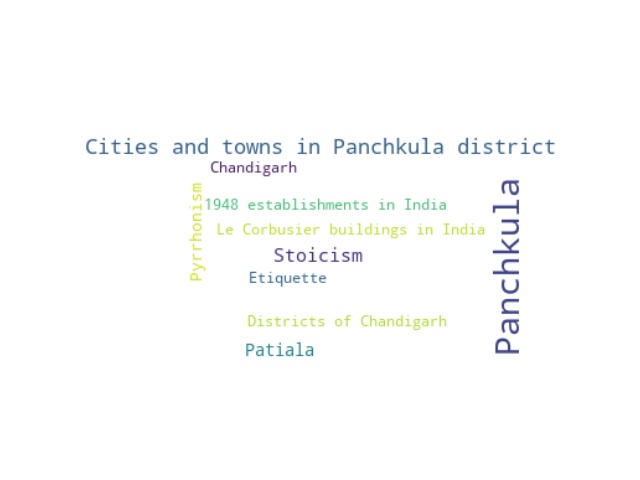 Cities and towns in Panchkula district
Chandigarh
Pyrrhonism
1948 establishments in India
Le Corbusier buildings in India
Stoicism
Etiquette
Districts of Chandigarh
Patiala
Panchkula